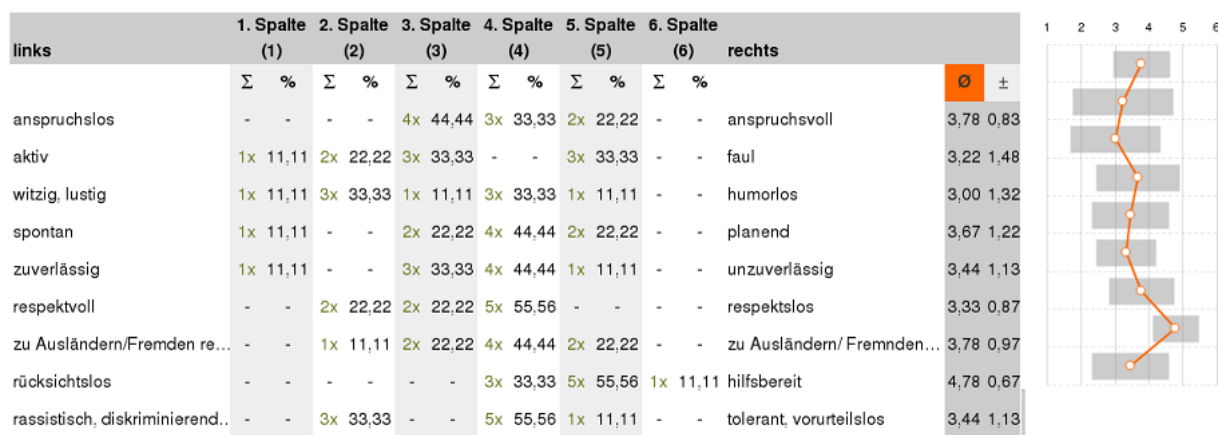 1. Spalte 2. Spalte 3. Spalte 4. Spalte 5. Spalte 6. Spalte
links (1) (2) (3) (4) (5) (6) rechts
1 2 3 4 5 6
Σ % Σ % Σ % Σ % Σ % Σ % Ø ±
anspruchslos - - - - 4x 44,44 3x 33,33 2x 22,22 - - anspruchsvoll 3,78 0,83
aktiv 1x 11,11 2x 22,22 3x 33,33 - - 3x 33,33 - - faul 3,22 1,48
witzig, lustig 1x 11,11 3x 33,33 1x 11,11 3x 33,33 1x 11,11 - - humorlos 3,00 1,32
spontan 1x 11,11 - - 2x 22,22 4x 44,44 2x 22,22 - - planend 3,67 1,22
zuverlässig 1x 11,11 - - 3x 33,33 4x 44,44 1x 11,11 - - unzuverlässig 3,44 1,13
respektvoll - - 2x 22,22 2x 22,22 5x 55,56 - - - - respektslos 3,33 0,87
zu Ausländern/Fremden re... - - 1x 11,11 2x 22,22 4x 44,44 2x 22,22 - - zu Ausländern/ Fremnden... 3,78 0,97
rücksichtslos - - - - - - 3x 33,33 5x 55,56 1x 11,11 hilfsbereit 4,78 0,67
rassistisch, diskriminierend.. - - 3x 33,33 - - 5x 55,56 1x 11,11 - - tolerant, vorurteilslos 3,44 1,13